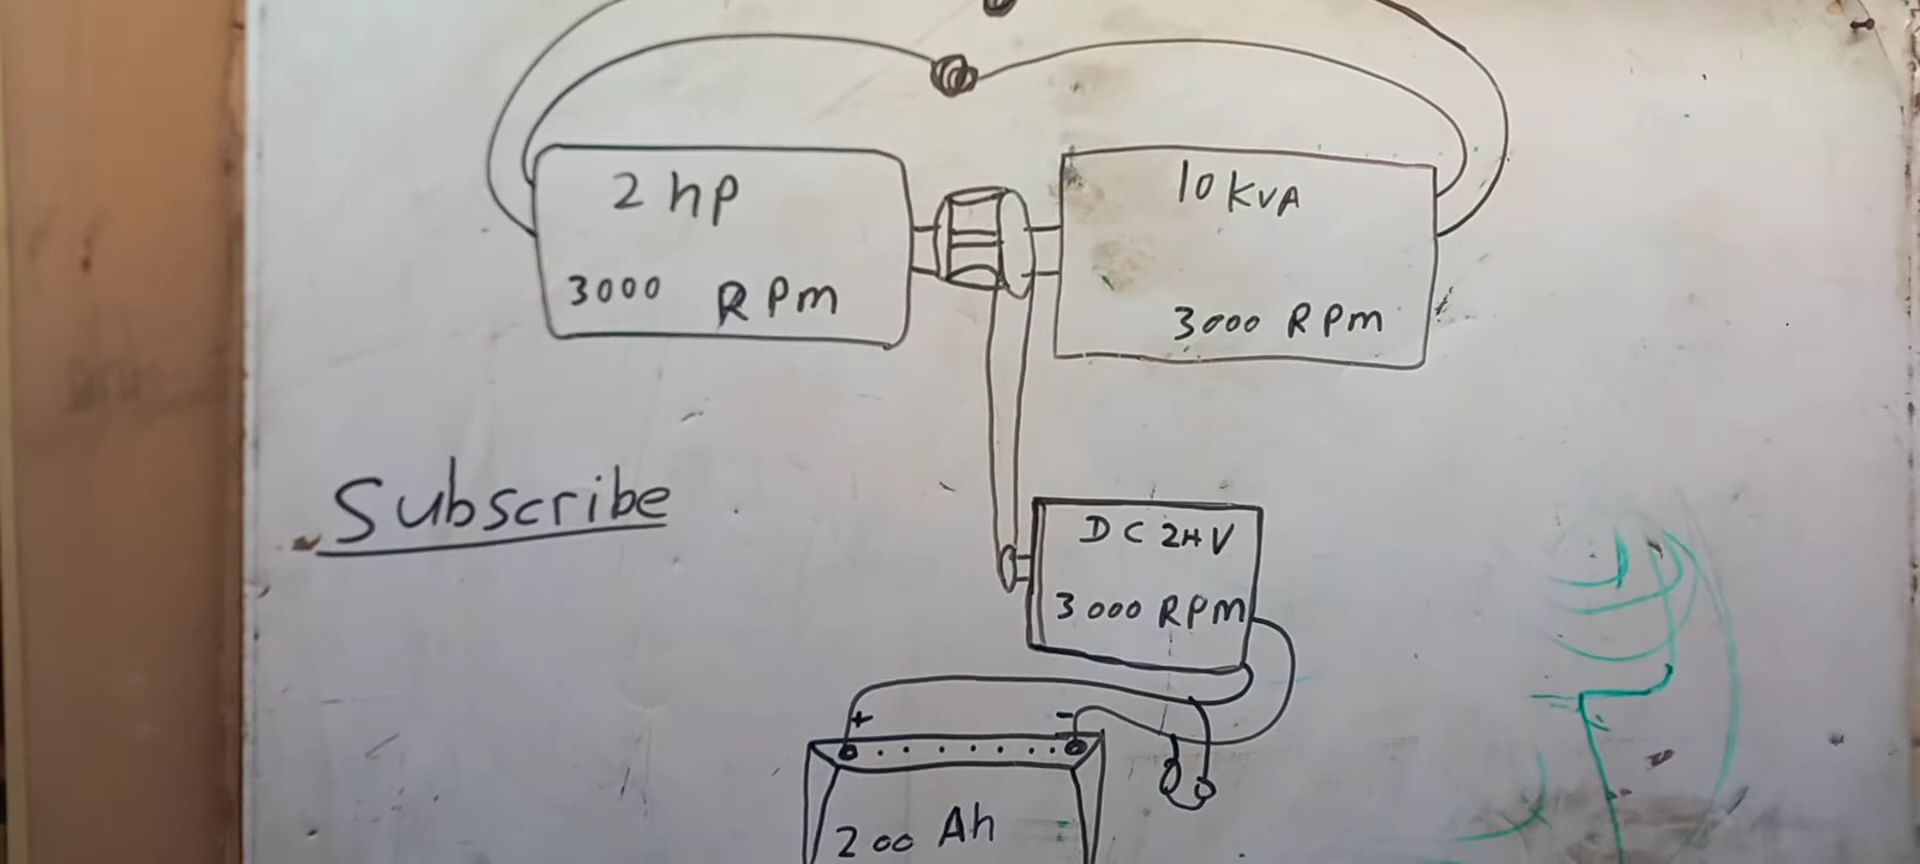 2 hp
3000 RPm
10 KVA
3000 RPm
Subscribe
DC 24V
3000 RPM
+ -
200 Ah